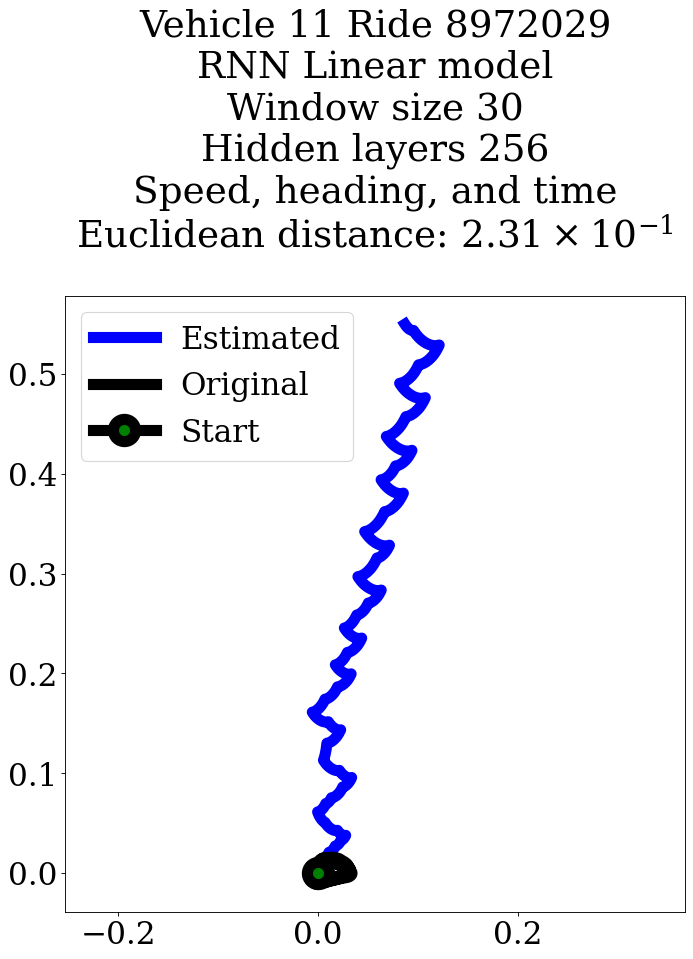 Vehicle 11 Ride 8972029
RNN Linear model
Window size 30
Hidden layers 256
Speed, heading, and time
Euclidean distance: 2.31 × 10⁻¹
Estimated
Original
Start
0.5
0.4
0.3
0.2
0.1
0.0
−0.2
0.0
0.2